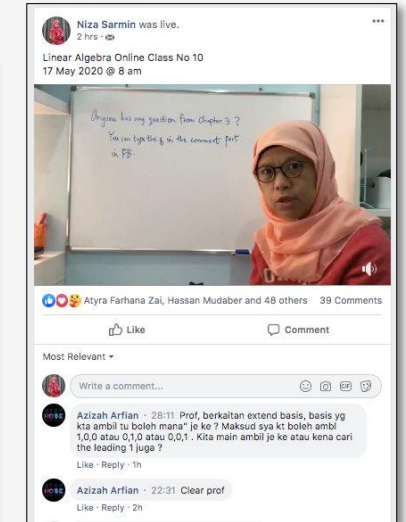 Niza Sarmin was live.
2 hrs ·
Linear Algebra Online Class No 10
17 May 2020 @ 8 am
Anyone has any question from Chapter 3 ?
You can type the q in the comment part
in FB.
Atyra Farhana Zai, Hassan Mudaber and 48 others 39 Comments
Like Comment
Most Relevant
Write a comment...
GIF
Azizah Arfian · 28:11 Prof, berkaitan extend basis, basis yg
kta ambil tu boleh mana" je ke ? Maksud sya kt boleh ambl
1,0,0 atau 0,1,0 atau 0,0,1 . Kita main ambil je ke atau kena cari
the leading 1 juga ?
Like · Reply · 1h
Azizah Arfian · 22:31 Clear prof
Like · Reply · 2h